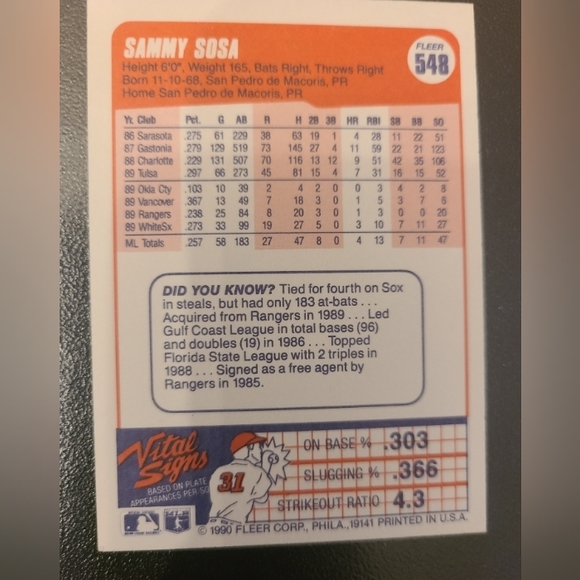 SAMMY SOSA
FLEER
548
Height 6'0", Weight 165, Bats Right, Throws Right
Born 11-10-68, San Pedro de Macoris, PR
Home San Pedro de Macoris, PR
Yr. Club Pct. G AB R H 2B 3B HR RBI SB BB SO
86 Sarasota .275 61 229 38 63 19 1 4 28 11 22 51
87 Gastonia .279 129 519 73 145 27 4 11 59 22 21 123
88 Charlotte .229 131 507 70 116 13 12 9 51 42 35 106
89 Tulsa .297 66 273 45 81 15 4 7 31 16 15 52
89 Okla Cty .103 10 39 2 4 2 0 0 3 4 2 8
89 Vancover .367 13 49 7 18 3 0 1 5 3 7 6
89 Rangers .238 25 84 8 20 3 0 1 3 0 0 20
89 WhiteSx .273 33 99 19 27 5 0 3 10 7 11 27
ML Totals .257 58 183 27 47 8 0 4 13 7 11 47
DID YOU KNOW? Tied for fourth on Sox
in steals, but had only 183 at-bats . . .
Acquired from Rangers in 1989 . . . Led
Gulf Coast League in total bases (96)
and doubles (19) in 1986 . . . Topped
Florida State League with 2 triples in
1988 . . . Signed as a free agent by
Rangers in 1985.
Vital
Signs
BASED ON PLATE
APPEARANCES PER SO
31
ON BASE % .303
SLUGGING % .366
STRIKEOUT RATIO 4.3
© 1990 FLEER CORP., PHILA., 19141 PRINTED IN U.S.A.